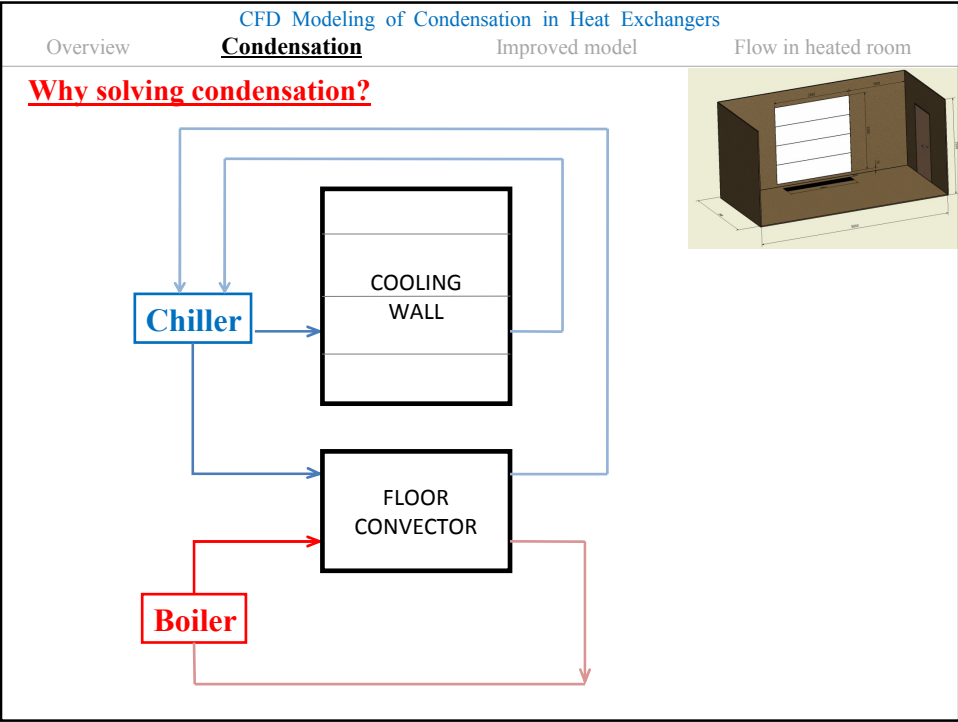 CFD Modeling of Condensation in Heat Exchangers
Overview Condensation Improved model Flow in heated room
Why solving condensation?
COOLING
WALL
Chiller
FLOOR
CONVECTOR
Boiler